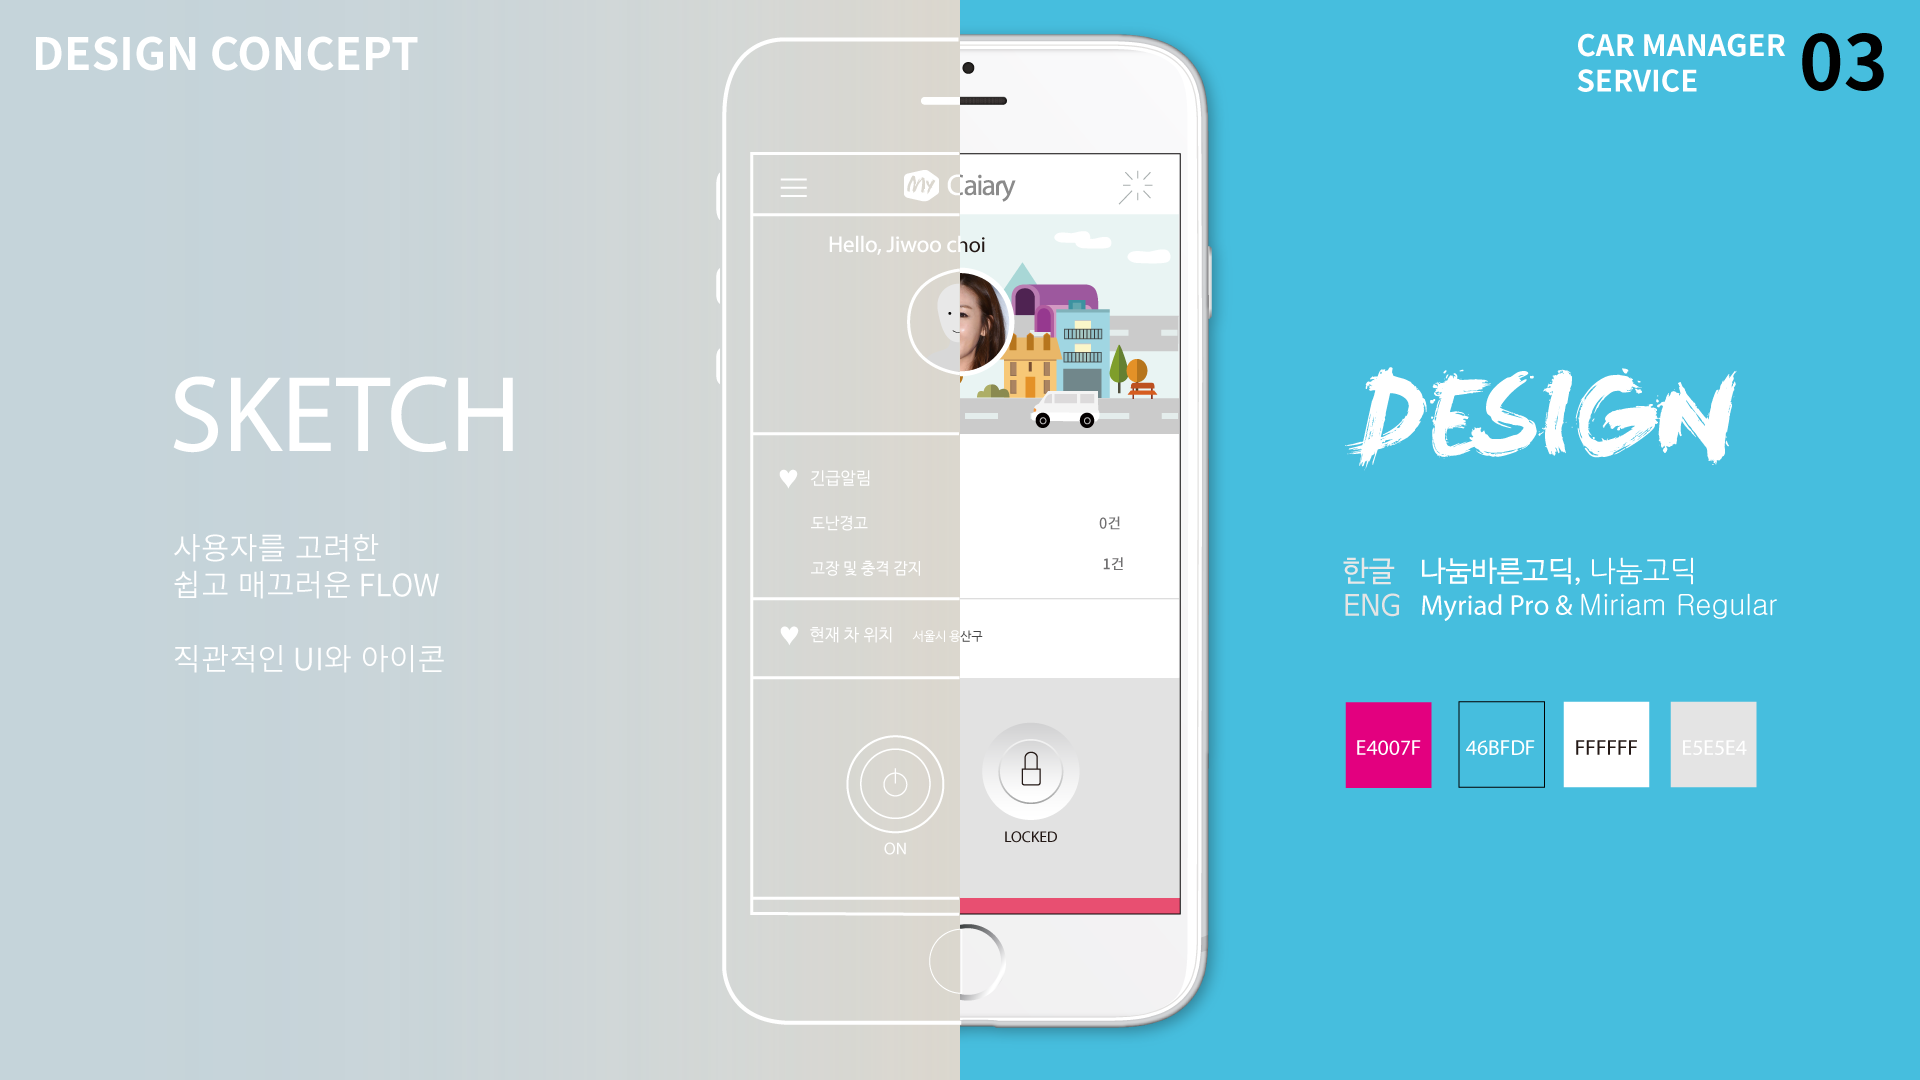 DESIGN CONCEPT
CAR MANAGER
SERVICE
03
SKETCH
사용자를 고려한
쉽고 매끄러운 FLOW
직관적인 UI와 아이콘
My Caiary
Hello, Jiwoo choi
긴급알림
도난경고 0건
고장 및 충격 감지 1건
현재 차 위치 서울시 용산구
ON
LOCKED
DESIGN
한글 나눔바른고딕, 나눔고딕
ENG Myriad Pro & Miriam Regular
E4007F
46BFDF
FFFFFF
E5E5E4